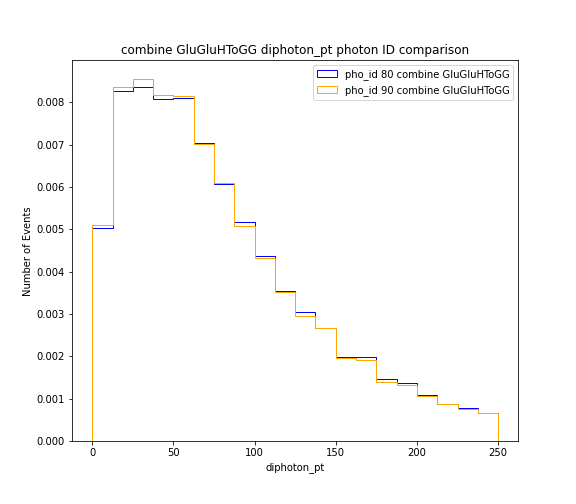 combine GluGluHToGG diphoton_pt photon ID comparison
pho_id 80 combine GluGluHToGG
pho_id 90 combine GluGluHToGG
Number of Events
0.008
0.007
0.006
0.005
0.004
0.003
0.002
0.001
0.000
0 50 100 150 200 250
diphoton_pt